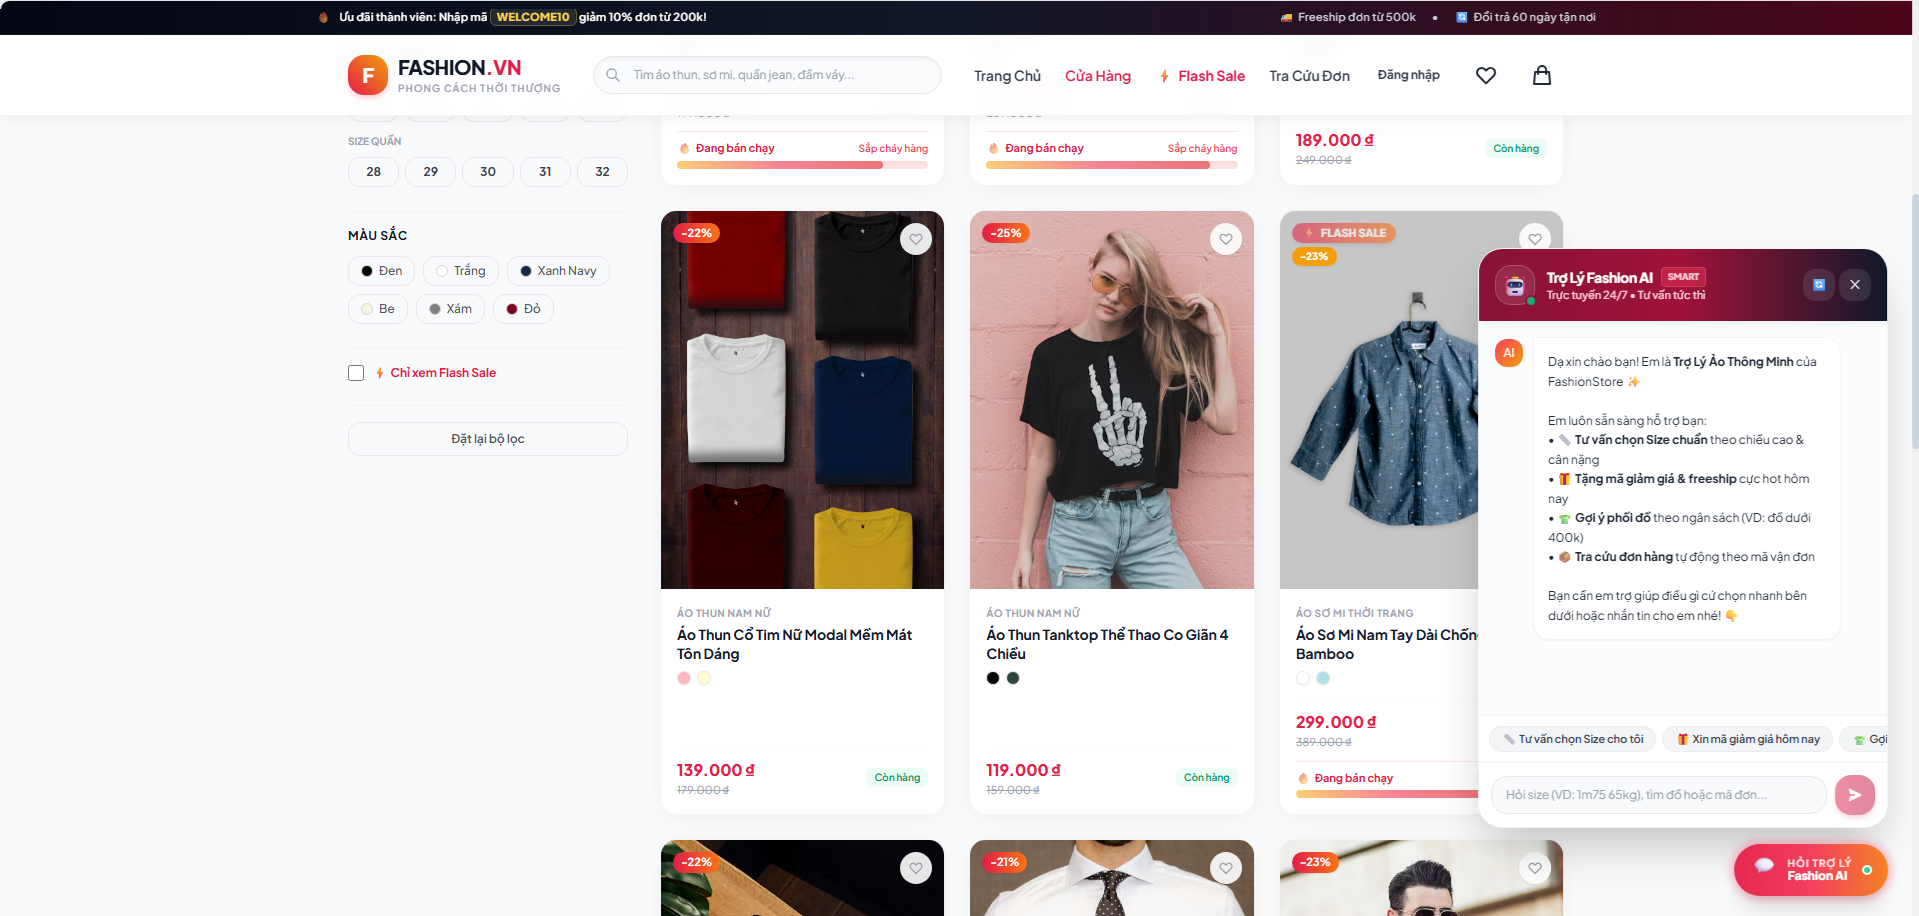 Ưu đãi thành viên: Nhập mã WELCOME10 giảm 10% đơn từ 200k!
Freeship đơn từ 500k • Đổi trả 60 ngày tận nơi
F
FASHION.VN
PHONG CÁCH THỜI THƯỢNG
Tìm áo thun, sơ mi, quần jean, đầm váy...
Trang Chủ
Cửa Hàng
Flash Sale
Tra Cứu Đơn
Đăng nhập
SIZE QUẦN
28
29
30
31
32
MÀU SẮC
Đen
Trắng
Xanh Navy
Be
Xám
Đỏ
Chỉ xem Flash Sale
Đặt lại bộ lọc
Đang bán chạy
Sắp cháy hàng
Đang bán chạy
Sắp cháy hàng
189.000 ₫
249.000 ₫
Còn hàng
-22%
ÁO THUN NAM NỮ
Áo Thun Cổ Tim Nữ Modal Mềm Mát
Tôn Dáng
139.000 ₫
179.000 ₫
Còn hàng
-25%
ÁO THUN NAM NỮ
Áo Thun Tanktop Thể Thao Co Giãn 4
Chiều
119.000 ₫
159.000 ₫
Còn hàng
FLASH SALE
-23%
ÁO SƠ MI THỜI TRANG
Áo Sơ Mi Nam Tay Dài Chống
Bamboo
299.000 ₫
389.000 ₫
Đang bán chạy
-22%
-21%
-23%
Trợ Lý Fashion AI SMART
Trực tuyến 24/7 • Tư vấn tức thì
AI
Dạ xin chào bạn! Em là Trợ Lý Ảo Thông Minh của
FashionStore
Em luôn sẵn sàng hỗ trợ bạn:
• Tư vấn chọn Size chuẩn theo chiều cao &
cân nặng
• Tặng mã giảm giá & freeship cực hot hôm
nay
• Gợi ý phối đồ theo ngân sách (VD: đồ dưới
400k)
• Tra cứu đơn hàng tự động theo mã vận đơn
Bạn cần em trợ giúp điều gì cứ chọn nhanh bên
dưới hoặc nhắn tin cho em nhé!
Tư vấn chọn Size cho tôi
Xin mã giảm giá hôm nay
Gợi
Hỏi size (VD: 1m75 65kg), tìm đồ hoặc mã đơn...
HỎI TRỢ LÝ
Fashion AI